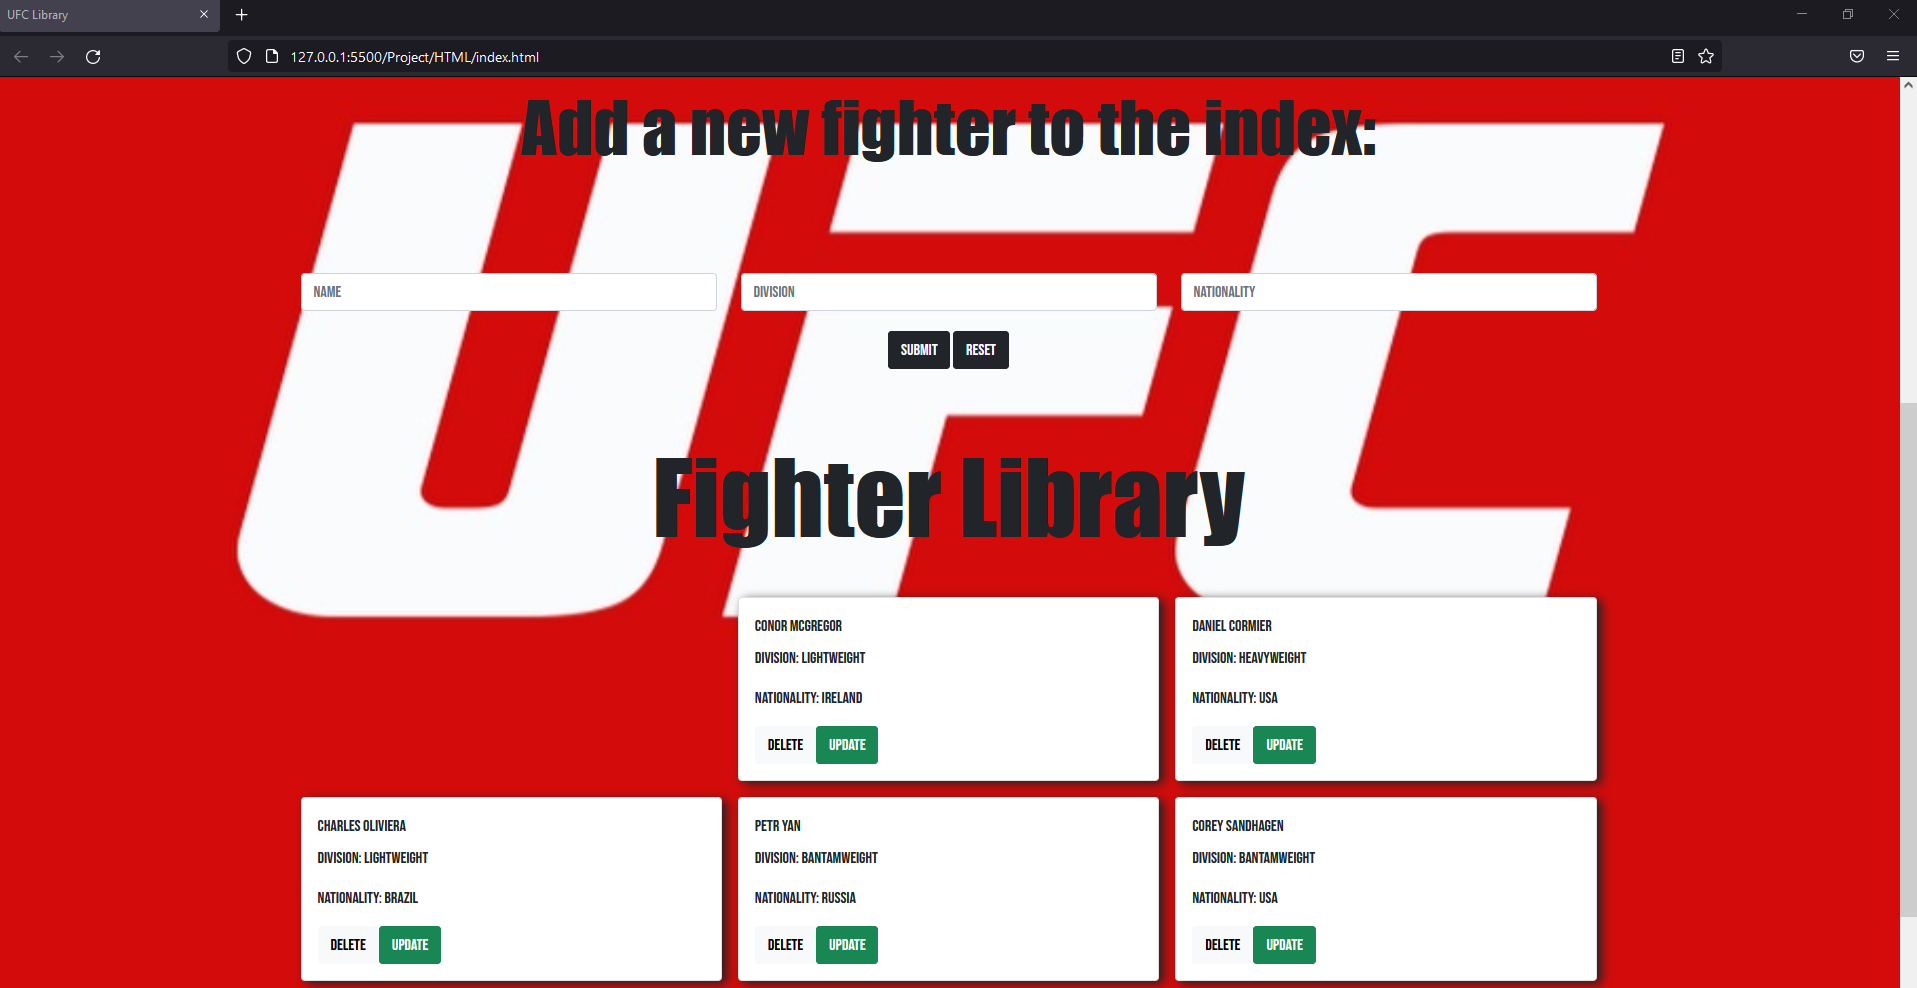 UFC Library
127.0.0.1:5500/Project/HTML/index.html
UFC
Add a new fighter to the index:
NAME
DIVISION
NATIONALITY
SUBMIT
RESET
Fighter Library
CONOR MCGREGOR
DIVISION: LIGHTWEIGHT
NATIONALITY: IRELAND
DELETE
UPDATE
DANIEL CORMIER
DIVISION: HEAVYWEIGHT
NATIONALITY: USA
DELETE
UPDATE
CHARLES OLIVIERA
DIVISION: LIGHTWEIGHT
NATIONALITY: BRAZIL
DELETE
UPDATE
PETR YAN
DIVISION: BANTAMWEIGHT
NATIONALITY: RUSSIA
DELETE
UPDATE
COREY SANDHAGEN
DIVISION: BANTAMWEIGHT
NATIONALITY: USA
DELETE
UPDATE